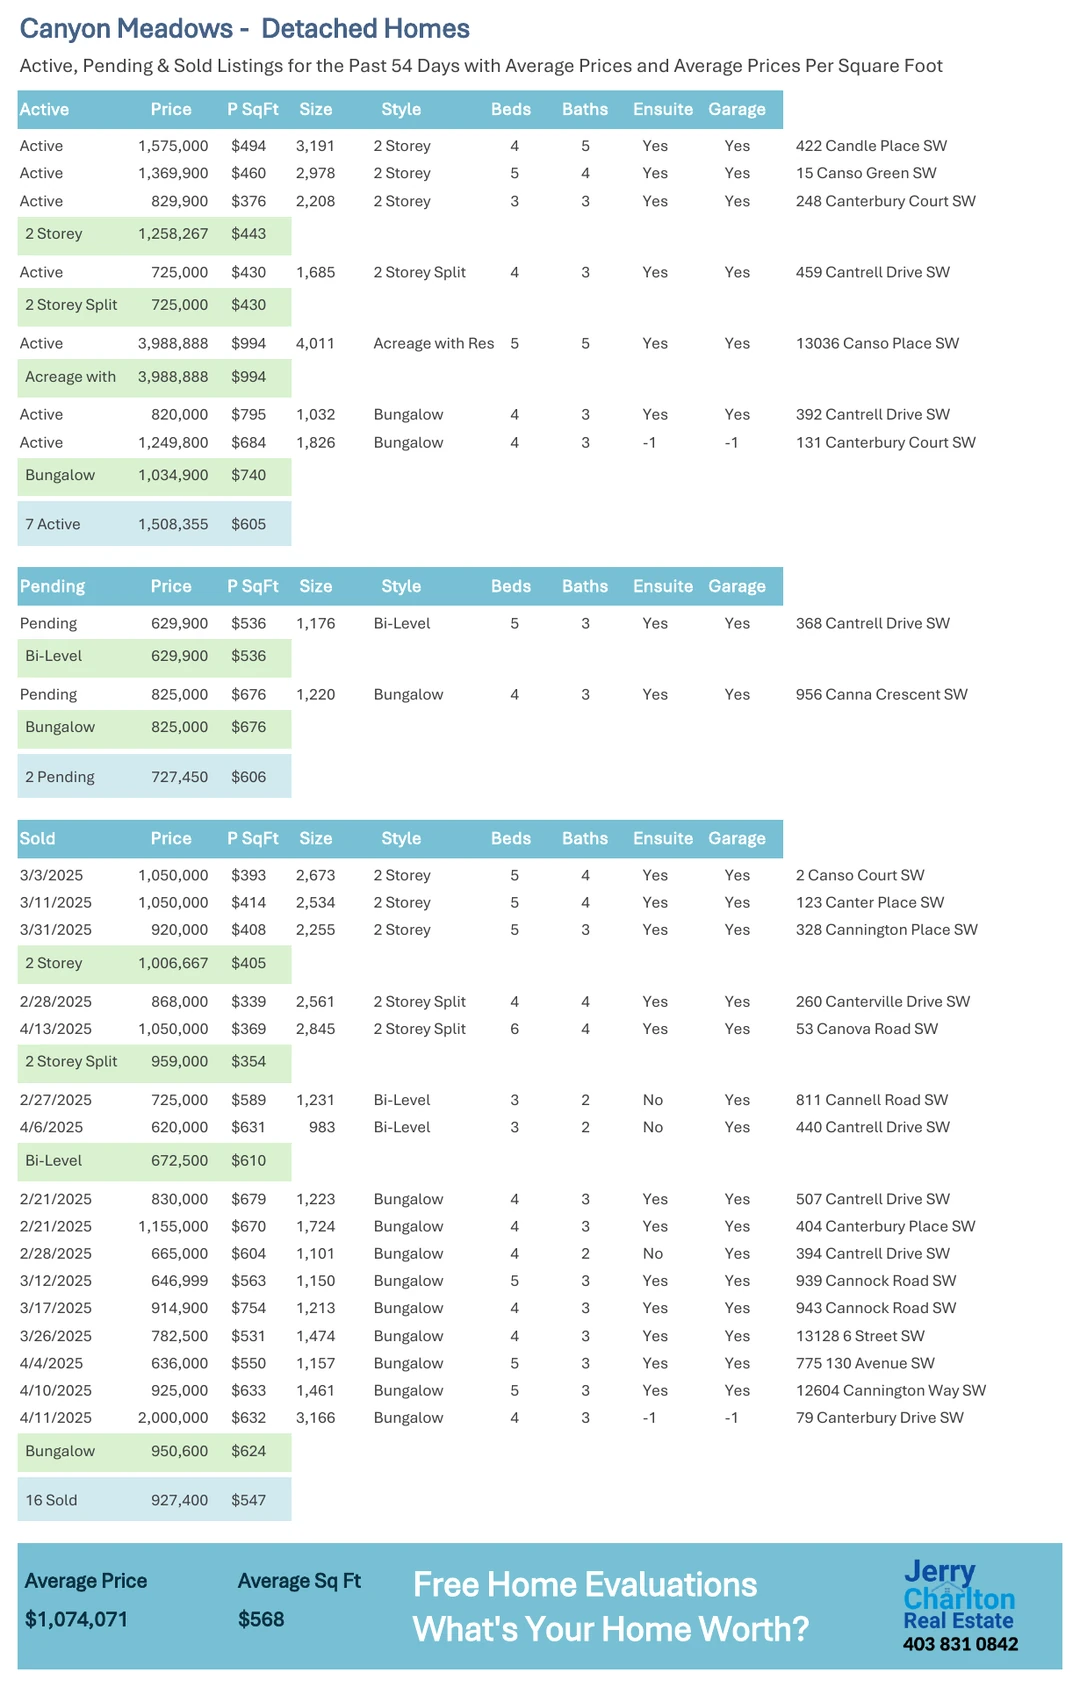 Canyon Meadows - Detached Homes
Active, Pending & Sold Listings for the Past 54 Days with Average Prices and Average Prices Per Square Foot
Active Price P SqFt Size Style Beds Baths Ensuite Garage
Active 1,575,000 $494 3,191 2 Storey 4 5 Yes Yes 422 Candle Place SW
Active 1,369,900 $460 2,978 2 Storey 5 4 Yes Yes 15 Canso Green SW
Active 829,900 $376 2,208 2 Storey 3 3 Yes Yes 248 Canterbury Court SW
2 Storey 1,258,267 $443
Active 725,000 $430 1,685 2 Storey Split 4 3 Yes Yes 459 Cantrell Drive SW
2 Storey Split 725,000 $430
Active 3,988,888 $994 4,011 Acreage with Res 5 5 Yes Yes 13036 Canso Place SW
Acreage with 3,988,888 $994
Active 820,000 $795 1,032 Bungalow 4 3 Yes Yes 392 Cantrell Drive SW
Active 1,249,800 $684 1,826 Bungalow 4 3 -1 -1 131 Canterbury Court SW
Bungalow 1,034,900 $740
7 Active 1,508,355 $605
Pending Price P SqFt Size Style Beds Baths Ensuite Garage
Pending 629,900 $536 1,176 Bi-Level 5 3 Yes Yes 368 Cantrell Drive SW
Bi-Level 629,900 $536
Pending 825,000 $676 1,220 Bungalow 4 3 Yes Yes 956 Canna Crescent SW
Bungalow 825,000 $676
2 Pending 727,450 $606
Sold Price P SqFt Size Style Beds Baths Ensuite Garage
3/3/2025 1,050,000 $393 2,673 2 Storey 5 4 Yes Yes 2 Canso Court SW
3/11/2025 1,050,000 $414 2,534 2 Storey 5 4 Yes Yes 123 Canter Place SW
3/31/2025 920,000 $408 2,255 2 Storey 5 3 Yes Yes 328 Cannington Place SW
2 Storey 1,006,667 $405
2/28/2025 868,000 $339 2,561 2 Storey Split 4 4 Yes Yes 260 Canterville Drive SW
4/13/2025 1,050,000 $369 2,845 2 Storey Split 6 4 Yes Yes 53 Canova Road SW
2 Storey Split 959,000 $354
2/27/2025 725,000 $589 1,231 Bi-Level 3 2 No Yes 811 Cannell Road SW
4/6/2025 620,000 $631 983 Bi-Level 3 2 No Yes 440 Cantrell Drive SW
Bi-Level 672,500 $610
2/21/2025 830,000 $679 1,223 Bungalow 4 3 Yes Yes 507 Cantrell Drive SW
2/21/2025 1,155,000 $670 1,724 Bungalow 4 3 Yes Yes 404 Canterbury Place SW
2/28/2025 665,000 $604 1,101 Bungalow 4 2 No Yes 394 Cantrell Drive SW
3/12/2025 646,999 $563 1,150 Bungalow 5 3 Yes Yes 939 Cannock Road SW
3/17/2025 914,900 $754 1,213 Bungalow 4 3 Yes Yes 943 Cannock Road SW
3/26/2025 782,500 $531 1,474 Bungalow 4 3 Yes Yes 13128 6 Street SW
4/4/2025 636,000 $550 1,157 Bungalow 5 3 Yes Yes 775 130 Avenue SW
4/10/2025 925,000 $633 1,461 Bungalow 5 3 Yes Yes 12604 Cannington Way SW
4/11/2025 2,000,000 $632 3,166 Bungalow 4 3 -1 -1 79 Canterbury Drive SW
Bungalow 950,600 $624
16 Sold 927,400 $547
Average Price Average Sq Ft
$1,074,071 $568
Free Home Evaluations
What's Your Home Worth?
Jerry
Charlton
Real Estate
403 831 0842